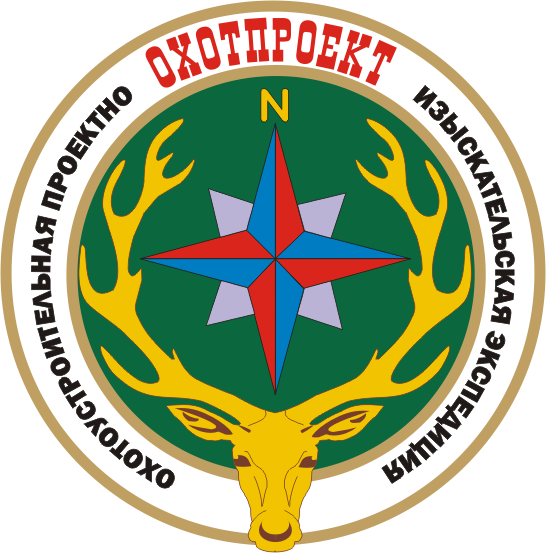 ОХОТПРОЕКТ
ОХОТОУСТРОИТЕЛЬНАЯ ПРОЕКТНО
ИЗЫСКАТЕЛЬСКАЯ ЭКСПЕДИЦИЯ
N